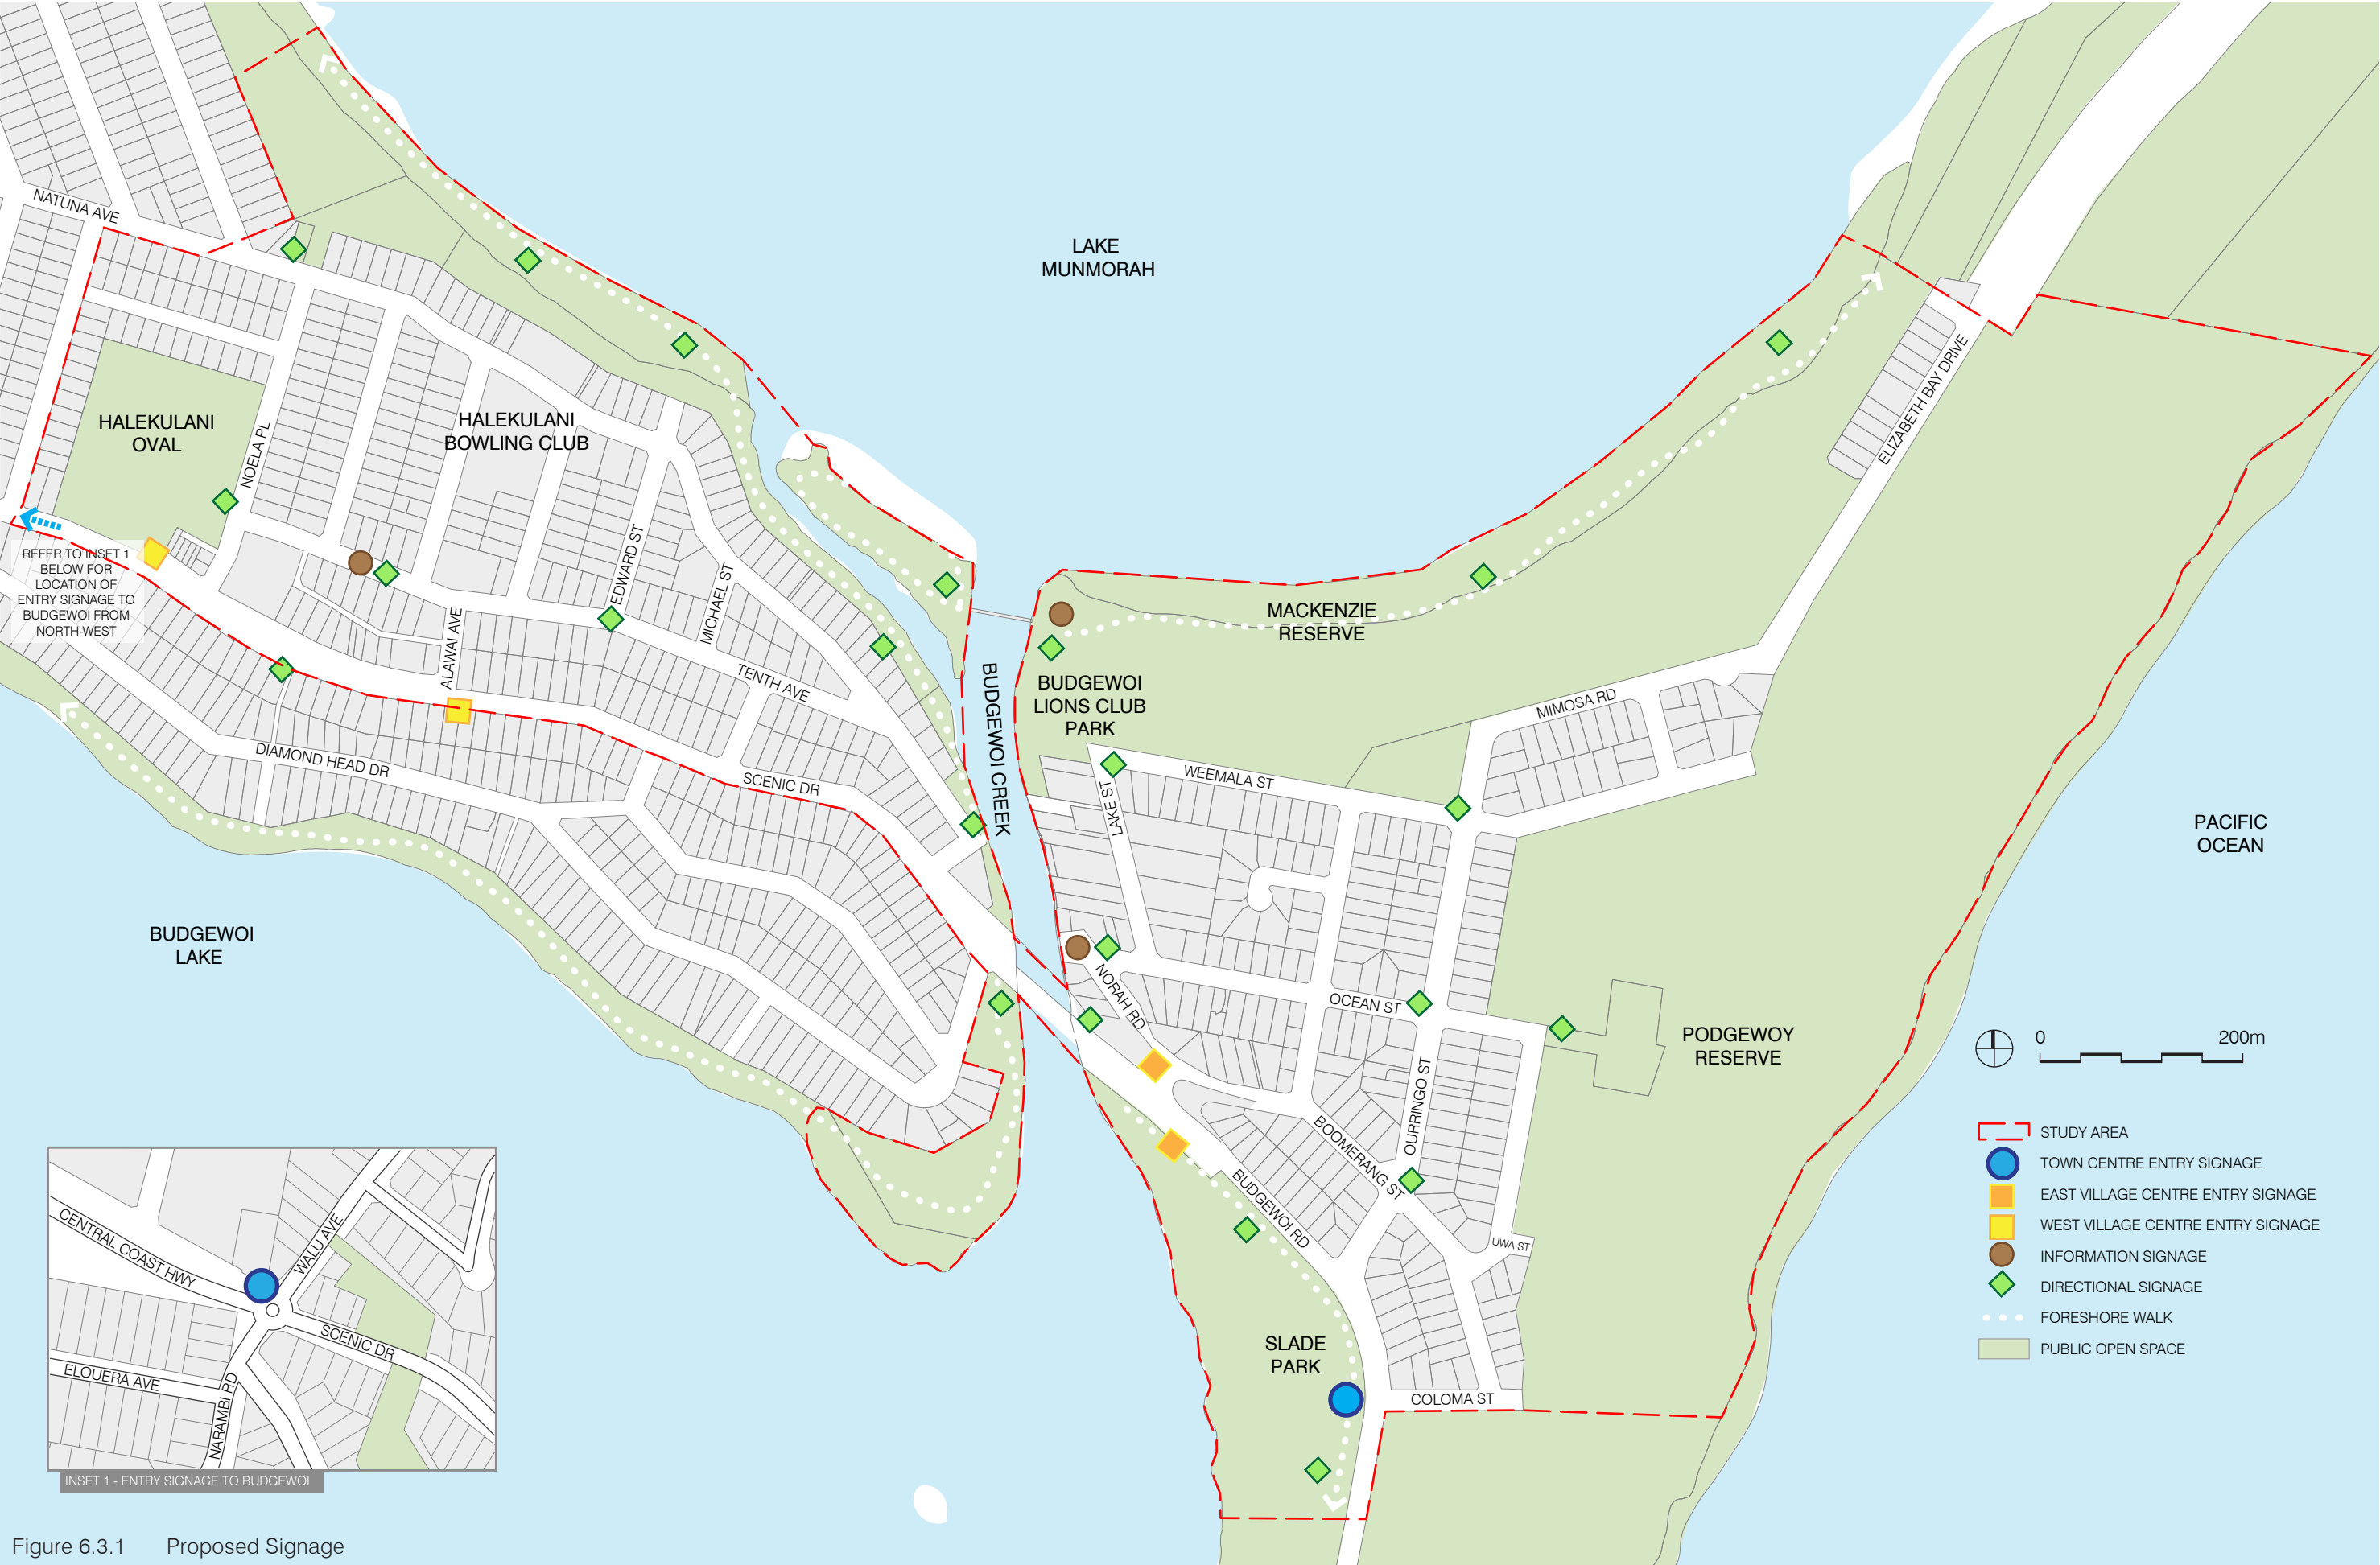 NATUNA AVE
LAKE
MUNMORAH
HALEKULANI
OVAL
NOELA PL
HALEKULANI
BOWLING CLUB
ELIZABETH BAY DRIVE
REFER TO INSET 1
BELOW FOR
LOCATION OF
ENTRY SIGNAGE TO
BUDGEWOI FROM
NORTH-WEST
EDWARD ST
MICHAEL ST
ALAWAI AVE
TENTH AVE
MACKENZIE
RESERVE
BUDGEWOI CREEK
BUDGEWOI
LIONS CLUB
PARK
MIMOSA RD
DIAMOND HEAD DR
SCENIC DR
WEEMALA ST
LAKE ST
PACIFIC
OCEAN
BUDGEWOI
LAKE
NORAH RD
OCEAN ST
PODGEWOY
RESERVE
OURRINGO ST
BOOMERANG ST
BUDGEWOI RD
UWA ST
SLADE
PARK
COLOMA ST
0 200m
STUDY AREA
TOWN CENTRE ENTRY SIGNAGE
EAST VILLAGE CENTRE ENTRY SIGNAGE
WEST VILLAGE CENTRE ENTRY SIGNAGE
INFORMATION SIGNAGE
DIRECTIONAL SIGNAGE
FORESHORE WALK
PUBLIC OPEN SPACE
CENTRAL COAST HWY
WALU AVE
SCENIC DR
ELOUERA AVE
NARAMBI RD
INSET 1 - ENTRY SIGNAGE TO BUDGEWOI
Figure 6.3.1 Proposed Signage